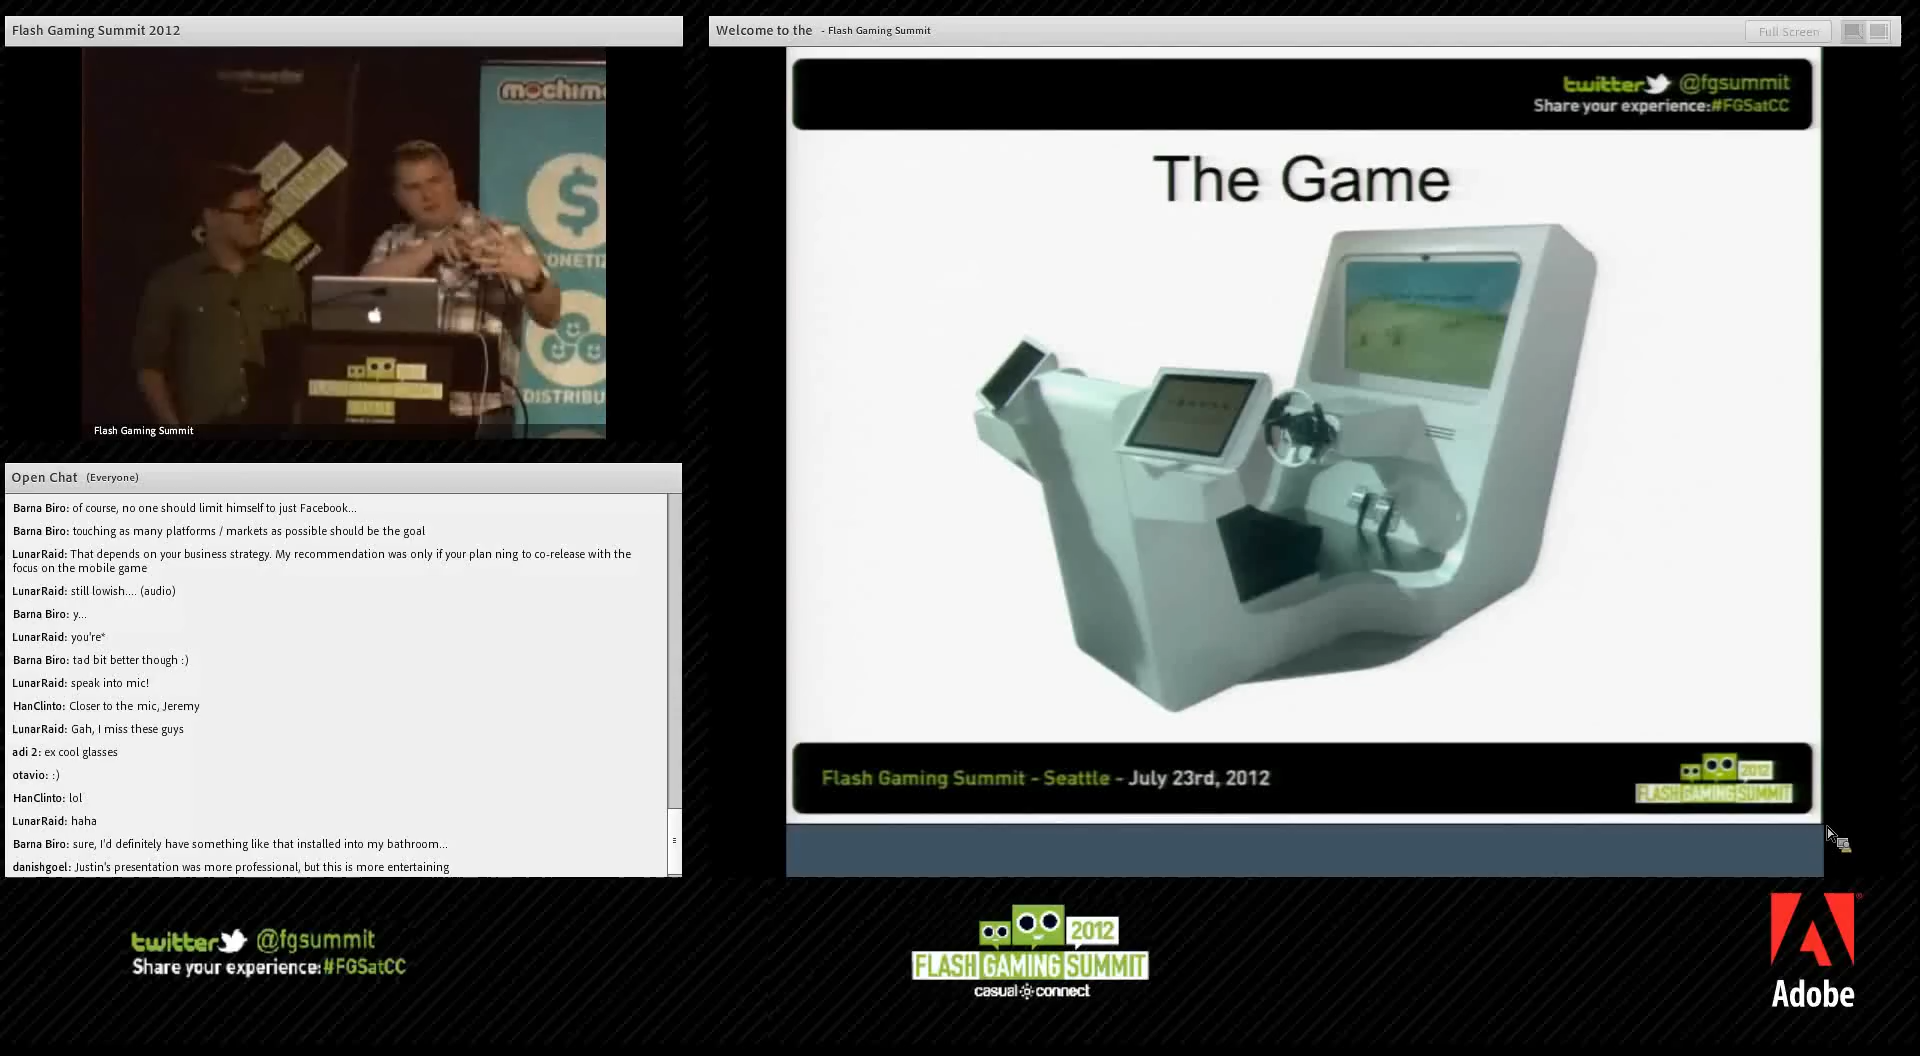 Flash Gaming Summit 2012
mochim
$
ONETIZ
DISTRIBU
Flash Gaming Summit
Open Chat (Everyone)
Barna Biro: of course, no one should limit himself to just Facebook...
Barna Biro: touching as many platforms / markets as possible should be the goal
LunarRaid: That depends on your business strategy. My recommendation was only if your plan ning to co-release with the
focus on the mobile game
LunarRaid: still lowish.... (audio)
Barna Biro: y...
LunarRaid: you're*
Barna Biro: tad bit better though :)
LunarRaid: speak into mic!
HanClinto: Closer to the mic, Jeremy
LunarRaid: Gah, I miss these guys
adi 2: ex cool glasses
otavio: :)
HanClinto: lol
LunarRaid: haha
Barna Biro: sure, I'd definitely have something like that installed into my bathroom...
danishgoel: Justin's presentation was more professional, but this is more entertaining
Welcome to the - Flash Gaming Summit
Full Screen
twitter @fgsummit
Share your experience:#FGSatCC
The Game
Flash Gaming Summit - Seattle - July 23rd, 2012
2012
FLASH GAMING SUMMIT
twitter @fgsummit
Share your experience:#FGSatCC
2012
FLASH GAMING SUMMIT
casual connect
Adobe